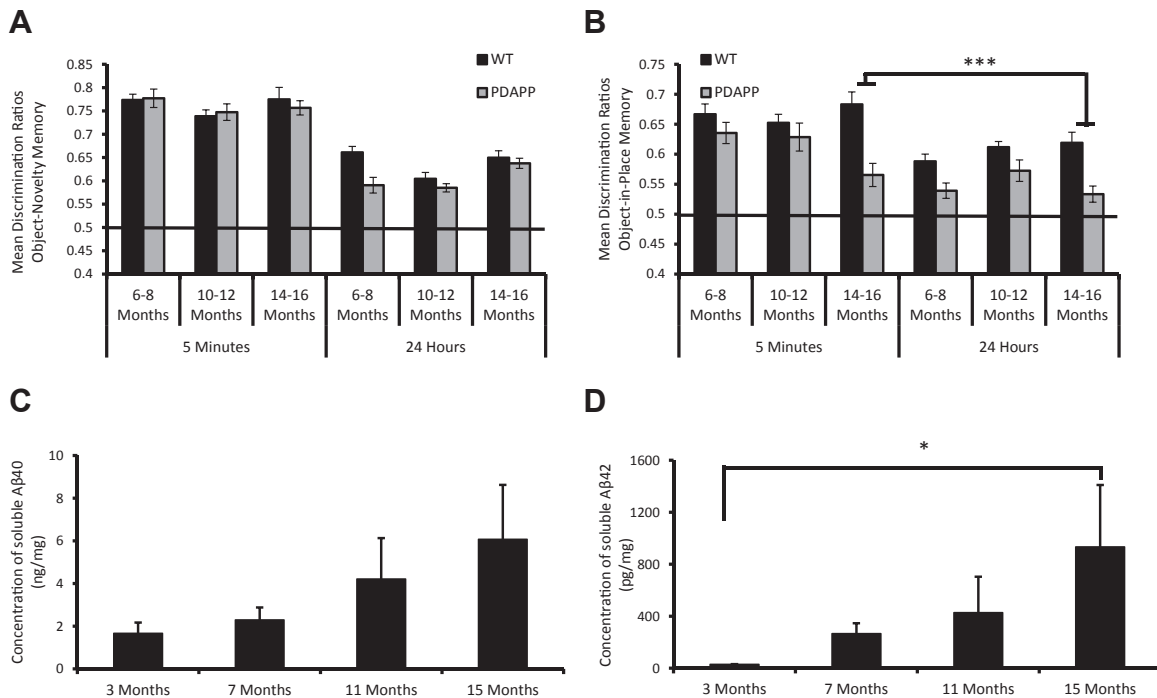 A
Mean Discrimination Ratios
Object-Novelty Memory
0.85
0.8
0.75
0.7
0.65
0.6
0.55
0.5
0.45
0.4
WT
PDAPP
6-8 Months
10-12 Months
14-16 Months
6-8 Months
10-12 Months
14-16 Months
5 Minutes
24 Hours
B
Mean Discrimination Ratios
Object-in-Place Memory
0.75
0.7
0.65
0.6
0.55
0.5
0.45
0.4
WT
PDAPP
***
6-8 Months
10-12 Months
14-16 Months
6-8 Months
10-12 Months
14-16 Months
5 Minutes
24 Hours
C
Concentration of soluble Aβ40
(ng/mg)
10
8
6
4
2
0
3 Months
7 Months
11 Months
15 Months
D
Concentration of soluble Aβ42
(pg/mg)
1600
1200
800
400
0
*
3 Months
7 Months
11 Months
15 Months